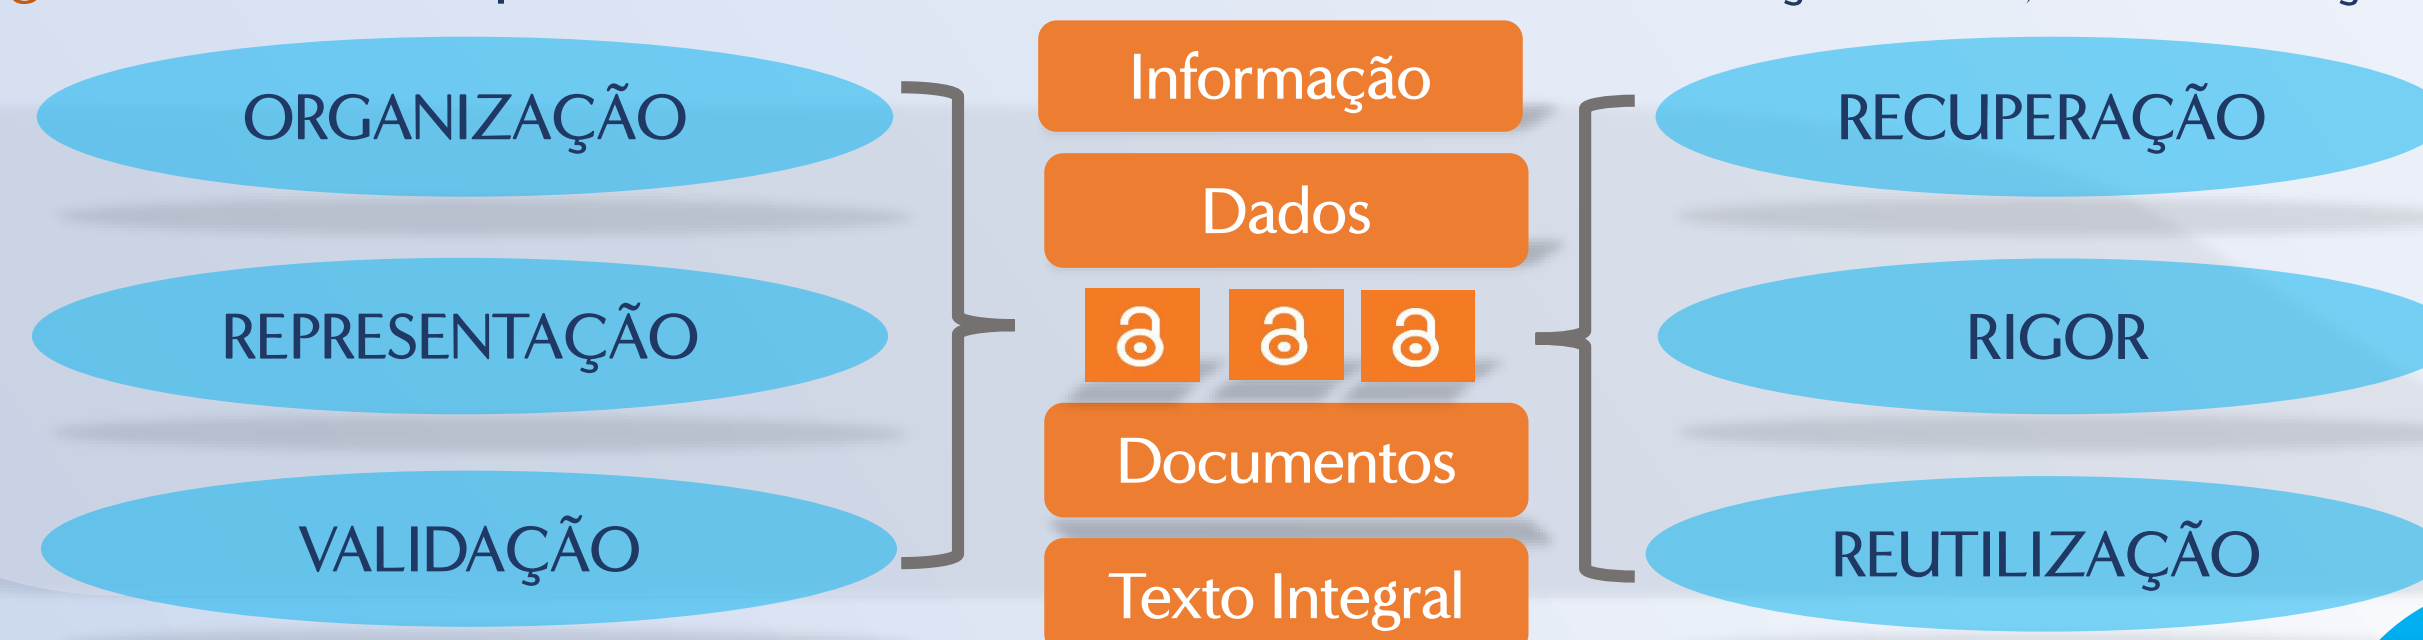 ORGANIZAÇÃO
REPRESENTAÇÃO
VALIDAÇÃO
Informação
Dados
Documentos
Texto Integral
RECUPERAÇÃO
RIGOR
REUTILIZAÇÃO